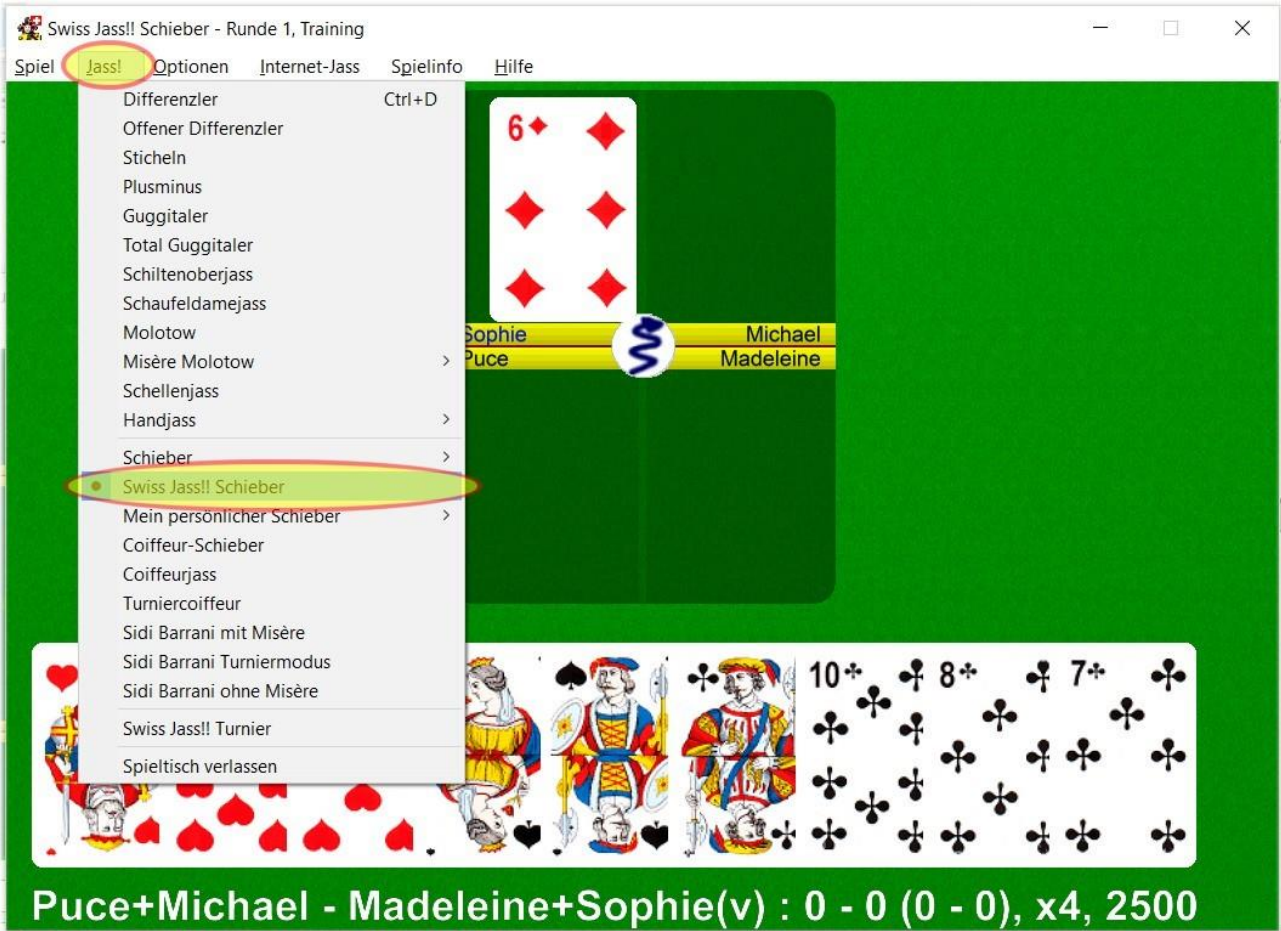 Swiss Jass!! Schieber - Runde 1, Training
Spiel Jass! Optionen Internet-Jass Spielinfo Hilfe
Differenzler Ctrl+D
Offener Differenzler
Sticheln
Plusminus
Guggitaler
Total Guggitaler
Schiltenoberjass
Schaufeldamejass
Molotow
Misère Molotow
Schellenjass
Handjass
Schieber
Swiss Jass!! Schieber
Mein persönlicher Schieber
Coiffeur-Schieber
Coiffeurjass
Turniercoiffeur
Sidi Barrani mit Misère
Sidi Barrani Turniermodus
Sidi Barrani ohne Misère
Swiss Jass!! Turnier
Spieltisch verlassen
6
Sophie Michael
Puce Madeleine
10 8 7
Puce+Michael - Madeleine+Sophie(v) : 0 - 0 (0 - 0), x4, 2500